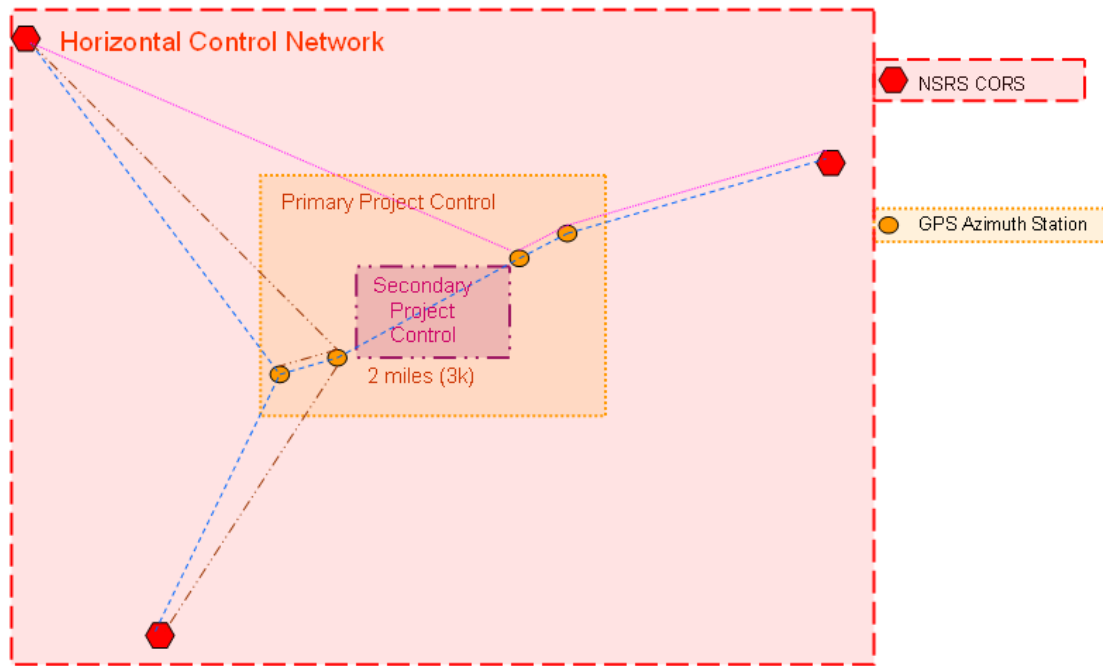 Horizontal Control Network
NSRS CORS
Primary Project Control
GPS Azimuth Station
Secondary
Project
Control
2 miles (3k)